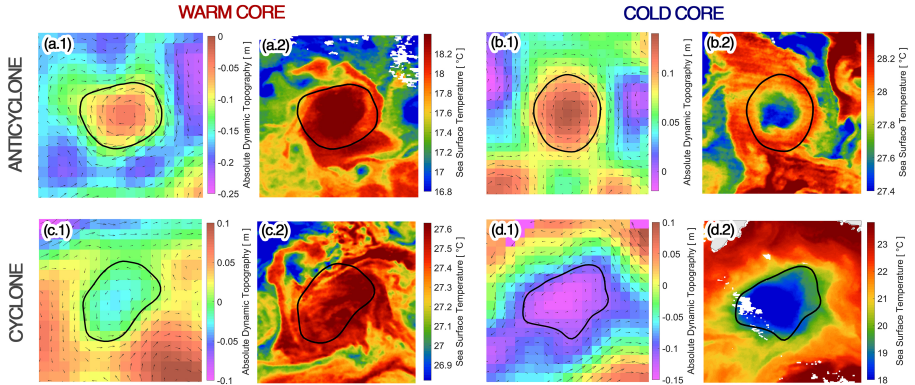 WARM CORE
COLD CORE
ANTICYCLONE
(a.1)
0
-0.05
-0.1
-0.15
-0.2
-0.25
Absolute Dynamic Topography [ m ]
(a.2)
18.2
18
17.8
17.6
17.4
17.2
17
16.8
Sea Surface Temperature [ °C ]
(b.1)
0.1
0.05
0
Absolute Dynamic Topography [ m ]
(b.2)
28.2
28
27.8
27.6
27.4
Sea Surface Temperature [ °C ]
CYCLONE
(c.1)
0.1
0.05
0
-0.05
-0.1
Absolute Dynamic Topography [ m ]
(c.2)
27.6
27.5
27.4
27.3
27.2
27.1
27
26.9
Sea Surface Temperature [ °C ]
(d.1)
0.1
0.05
0
-0.05
-0.1
-0.15
Absolute Dynamic Topography [ m ]
(d.2)
23
22
21
20
19
18
Sea Surface Temperature [ °C ]